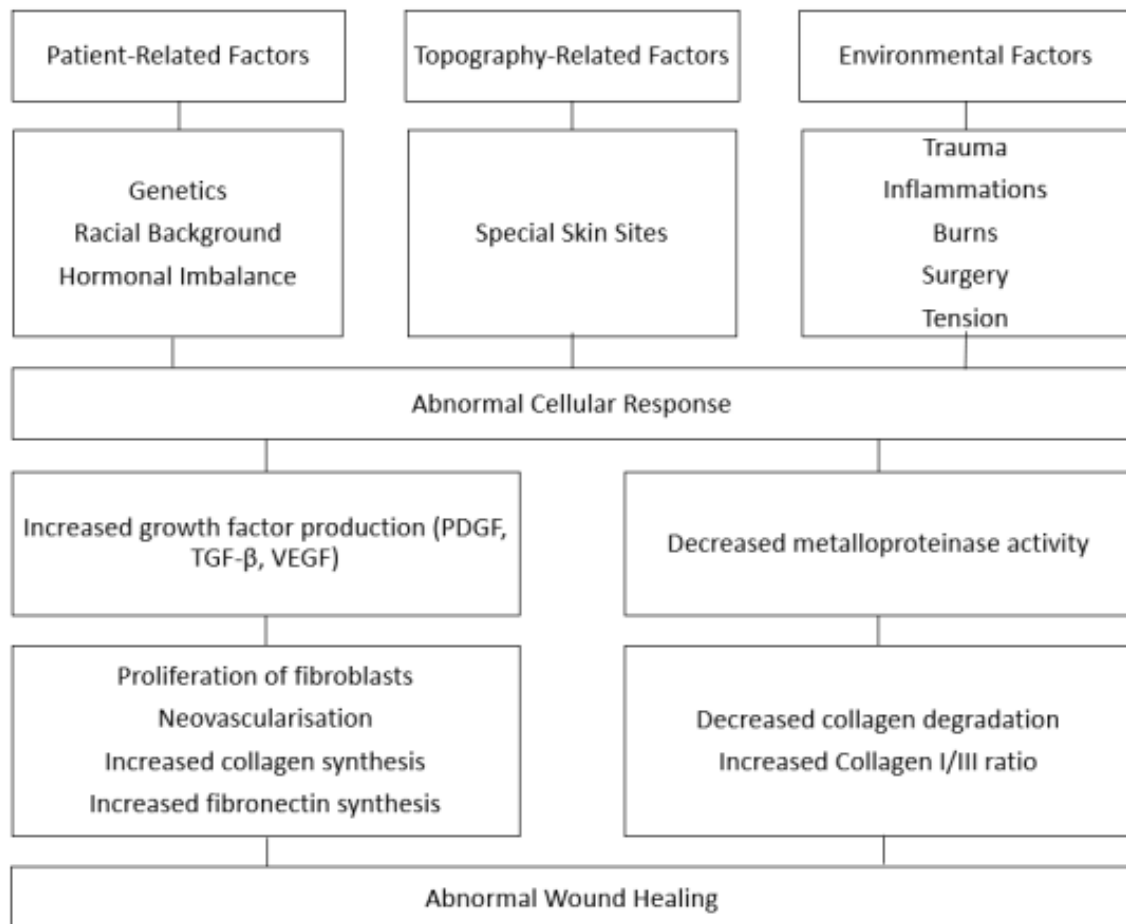 Patient-Related Factors
Topography-Related Factors
Environmental Factors
Genetics
Racial Background
Hormonal Imbalance
Special Skin Sites
Trauma
Inflammations
Burns
Surgery
Tension
Abnormal Cellular Response
Increased growth factor production (PDGF,
TGF-β, VEGF)
Decreased metalloproteinase activity
Proliferation of fibroblasts
Neovascularisation
Increased collagen synthesis
Increased fibronectin synthesis
Decreased collagen degradation
Increased Collagen I/III ratio
Abnormal Wound Healing